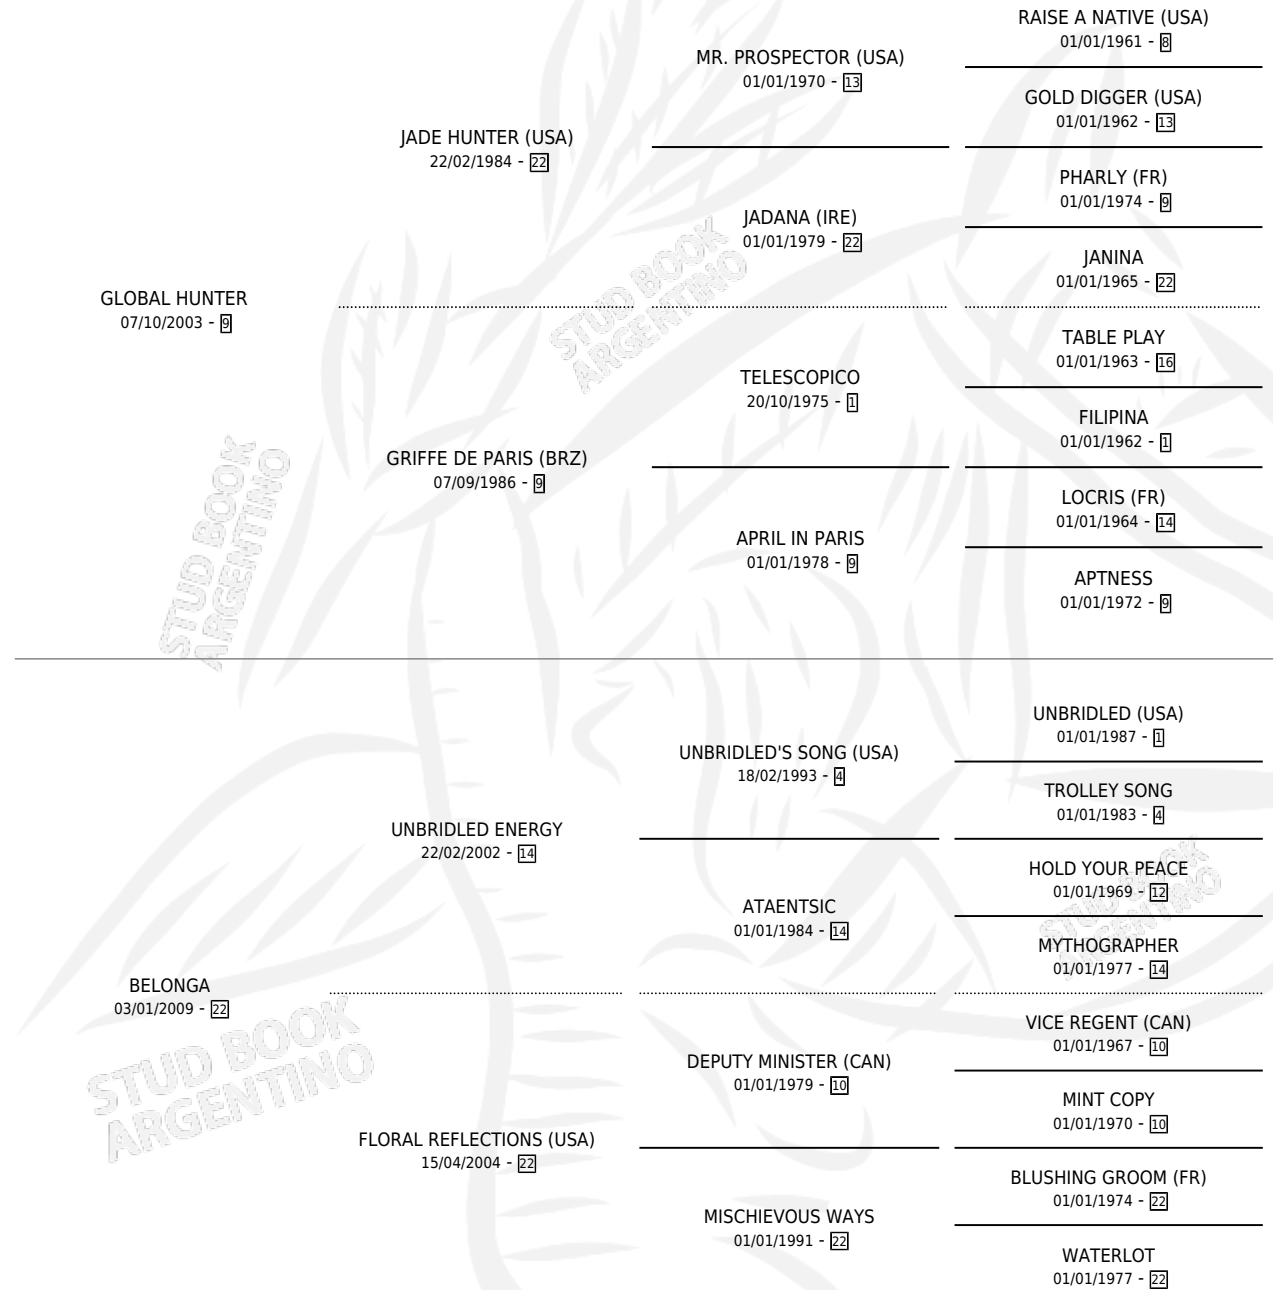 RAISE A NATIVE (USA)
01/01/1961 - 8
MR. PROSPECTOR (USA)
01/01/1970 - 13
GOLD DIGGER (USA)
01/01/1962 - 13
JADE HUNTER (USA)
22/02/1984 - 22
PHARLY (FR)
01/01/1974 - 9
JADANA (IRE)
01/01/1979 - 22
JANINA
01/01/1965 - 22
GLOBAL HUNTER
07/10/2003 - 9
TABLE PLAY
01/01/1963 - 16
TELESCOPICO
20/10/1975 - 1
FILIPINA
01/01/1962 - 1
GRIFFE DE PARIS (BRZ)
07/09/1986 - 9
LOCRIS (FR)
01/01/1964 - 14
APRIL IN PARIS
01/01/1978 - 9
APTNESS
01/01/1972 - 9
STUD BOOK
ARGENTINO
STUD BOOK
ARGENTINO
UNBRIDLED (USA)
01/01/1987 - 1
UNBRIDLED'S SONG (USA)
18/02/1993 - 4
TROLLEY SONG
01/01/1983 - 4
UNBRIDLED ENERGY
22/02/2002 - 14
HOLD YOUR PEACE
01/01/1969 - 12
ATAENTSIC
01/01/1984 - 14
MYTHOGRAPHER
01/01/1977 - 14
BELONGA
03/01/2009 - 22
VICE REGENT (CAN)
01/01/1967 - 10
DEPUTY MINISTER (CAN)
01/01/1979 - 10
MINT COPY
01/01/1970 - 10
FLORAL REFLECTIONS (USA)
15/04/2004 - 22
BLUSHING GROOM (FR)
01/01/1974 - 22
MISCHIEVOUS WAYS
01/01/1991 - 22
WATERLOT
01/01/1977 - 22
STUD BOOK
ARGENTINO
STUD BOOK
ARGENTINO